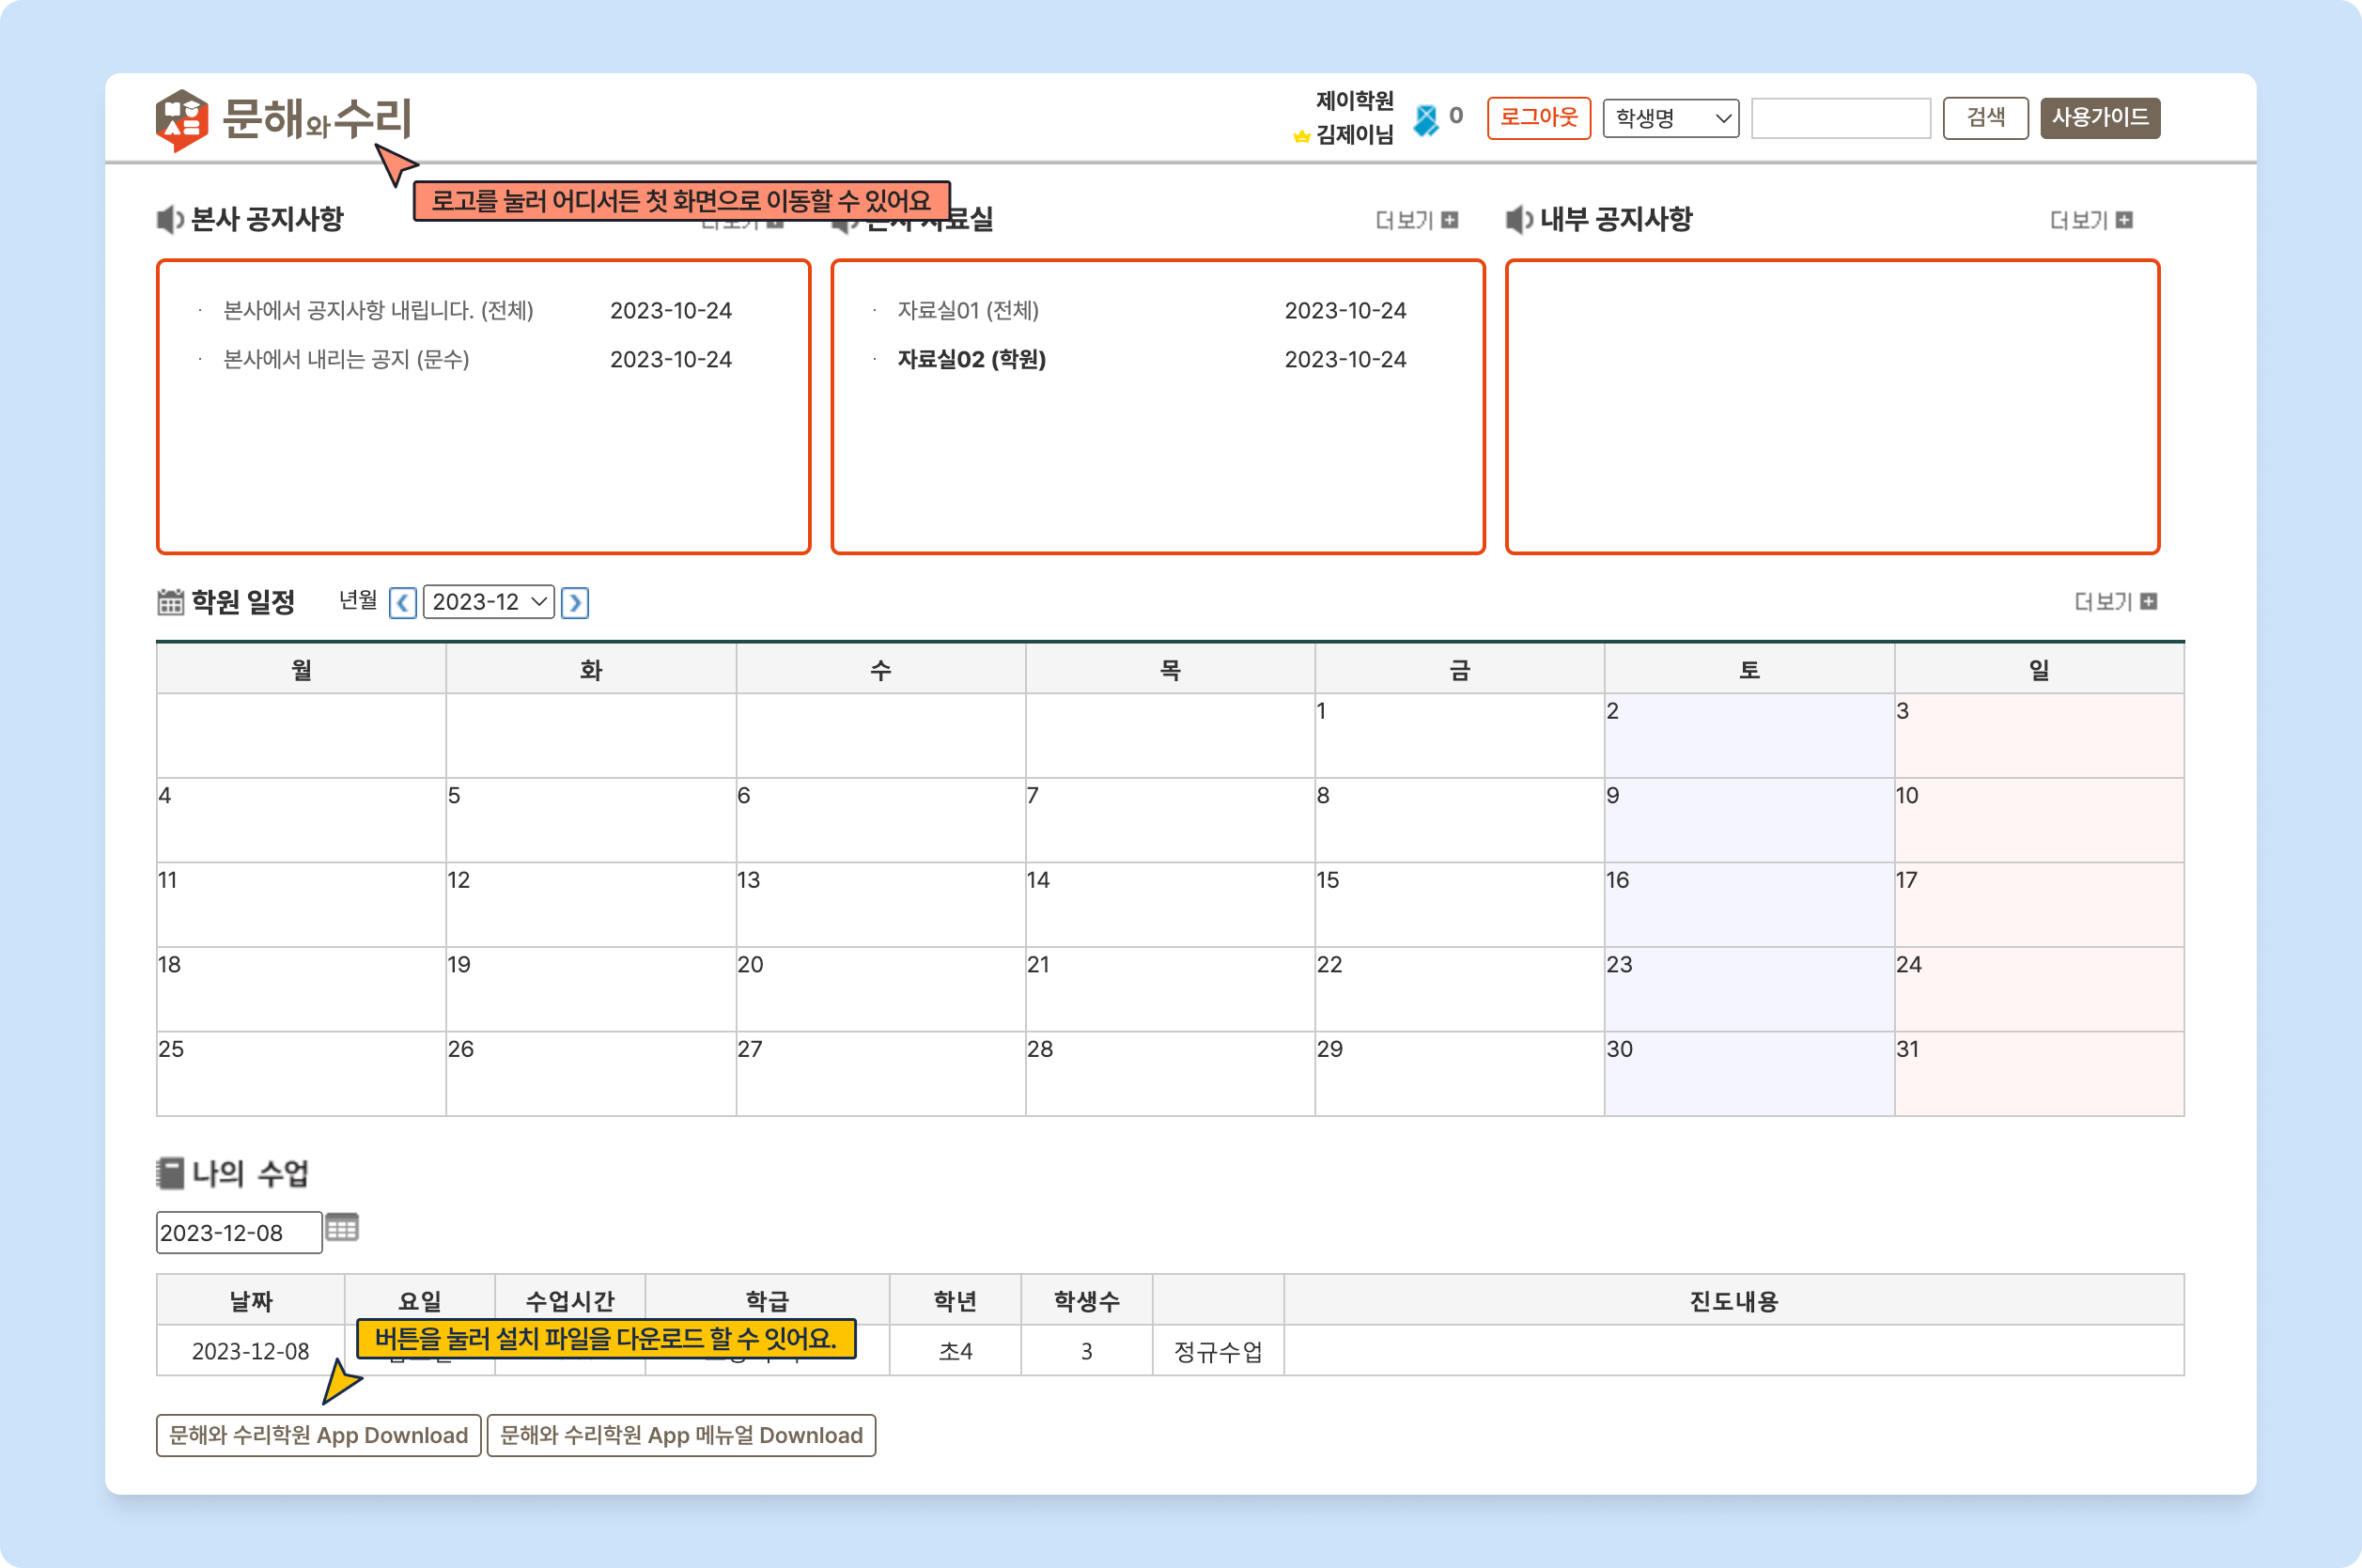 문해와수리
제이학원
김제이님
0
로그아웃
학생명
검색
사용가이드
로고를 눌러 어디서든 첫 화면으로 이동할 수 있어요
본사 공지사항
더보기
본사에서 공지사항 내립니다. (전체) 2023-10-24
본사에서 내리는 공지 (문수) 2023-10-24
본사 자료실
더보기
자료실01 (전체) 2023-10-24
자료실02 (학원) 2023-10-24
내부 공지사항
더보기
학원 일정
년월
2023-12
더보기
월 화 수 목 금 토 일
1 2 3
4 5 6 7 8 9 10
11 12 13 14 15 16 17
18 19 20 21 22 23 24
25 26 27 28 29 30 31
나의 수업
2023-12-08
날짜 요일 수업시간 학급 학년 학생수 진도내용
버튼을 눌러 설치 파일을 다운로드 할 수 잇어요.
2023-12-08 초4 3 정규수업
문해와 수리학원 App Download
문해와 수리학원 App 메뉴얼 Download